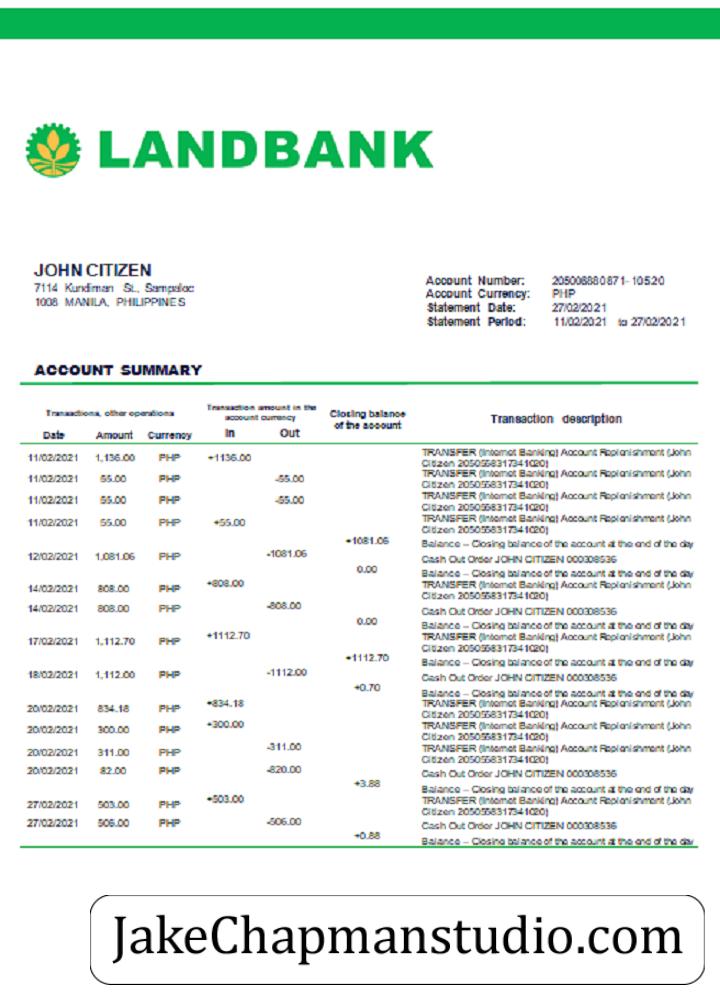 LANDBANK
JOHN CITIZEN
7114 Kundiman St., Sampaloc
1008 MANILA, PHILIPPINES
Account Number: 205006880871-10520
Account Currency: PHP
Statement Date: 27/02/2021
Statement Period: 11/02/2021 to 27/02/2021
ACCOUNT SUMMARY
Transactions, other operations
Transaction amount in the
account currency
Closing balance
of the account
Transaction description
Date Amount Currency In Out
11/02/2021 1,136.00 PHP +1136.00 TRANSFER (Internet Banking) Account Replenishment (John
Citizen 2050568317341020)
11/02/2021 55.00 PHP -55.00 TRANSFER (Internet Banking) Account Replenishment (John
Citizen 2050568317341020)
11/02/2021 55.00 PHP -55.00 TRANSFER (Internet Banking) Account Replenishment (John
Citizen 2050568317341020)
11/02/2021 55.00 PHP +55.00 TRANSFER (Internet Banking) Account Replenishment (John
Citizen 2050568317341020)
+1081.06 Balance – Closing balance of the account at the end of the day
12/02/2021 1,081.06 PHP -1081.06 Cash Out Order JOHN CITIZEN 000308536
0.00 Balance – Closing balance of the account at the end of the day
14/02/2021 808.00 PHP +808.00 TRANSFER (Internet Banking) Account Replenishment (John
Citizen 2050568317341020)
14/02/2021 808.00 PHP -808.00 Cash Out Order JOHN CITIZEN 000308536
0.00 Balance – Closing balance of the account at the end of the day
17/02/2021 1,112.70 PHP +1112.70 TRANSFER (Internet Banking) Account Replenishment (John
Citizen 2050568317341020)
+1112.70 Balance – Closing balance of the account at the end of the day
18/02/2021 1,112.00 PHP -1112.00 Cash Out Order JOHN CITIZEN 000308536
+0.70 Balance – Closing balance of the account at the end of the day
20/02/2021 834.18 PHP +834.18 TRANSFER (Internet Banking) Account Replenishment (John
Citizen 2050568317341020)
20/02/2021 300.00 PHP +300.00 TRANSFER (Internet Banking) Account Replenishment (John
Citizen 2050568317341020)
20/02/2021 311.00 PHP -311.00 TRANSFER (Internet Banking) Account Replenishment (John
Citizen 2050568317341020)
20/02/2021 82.00 PHP -820.00 Cash Out Order JOHN CITIZEN 000308536
+3.88 Balance – Closing balance of the account at the end of the day
27/02/2021 503.00 PHP +503.00 TRANSFER (Internet Banking) Account Replenishment (John
Citizen 2050568317341020)
27/02/2021 506.00 PHP -506.00 Cash Out Order JOHN CITIZEN 000308536
+0.88 Balance – Closing balance of the account at the end of the day
JakeChapmanstudio.com